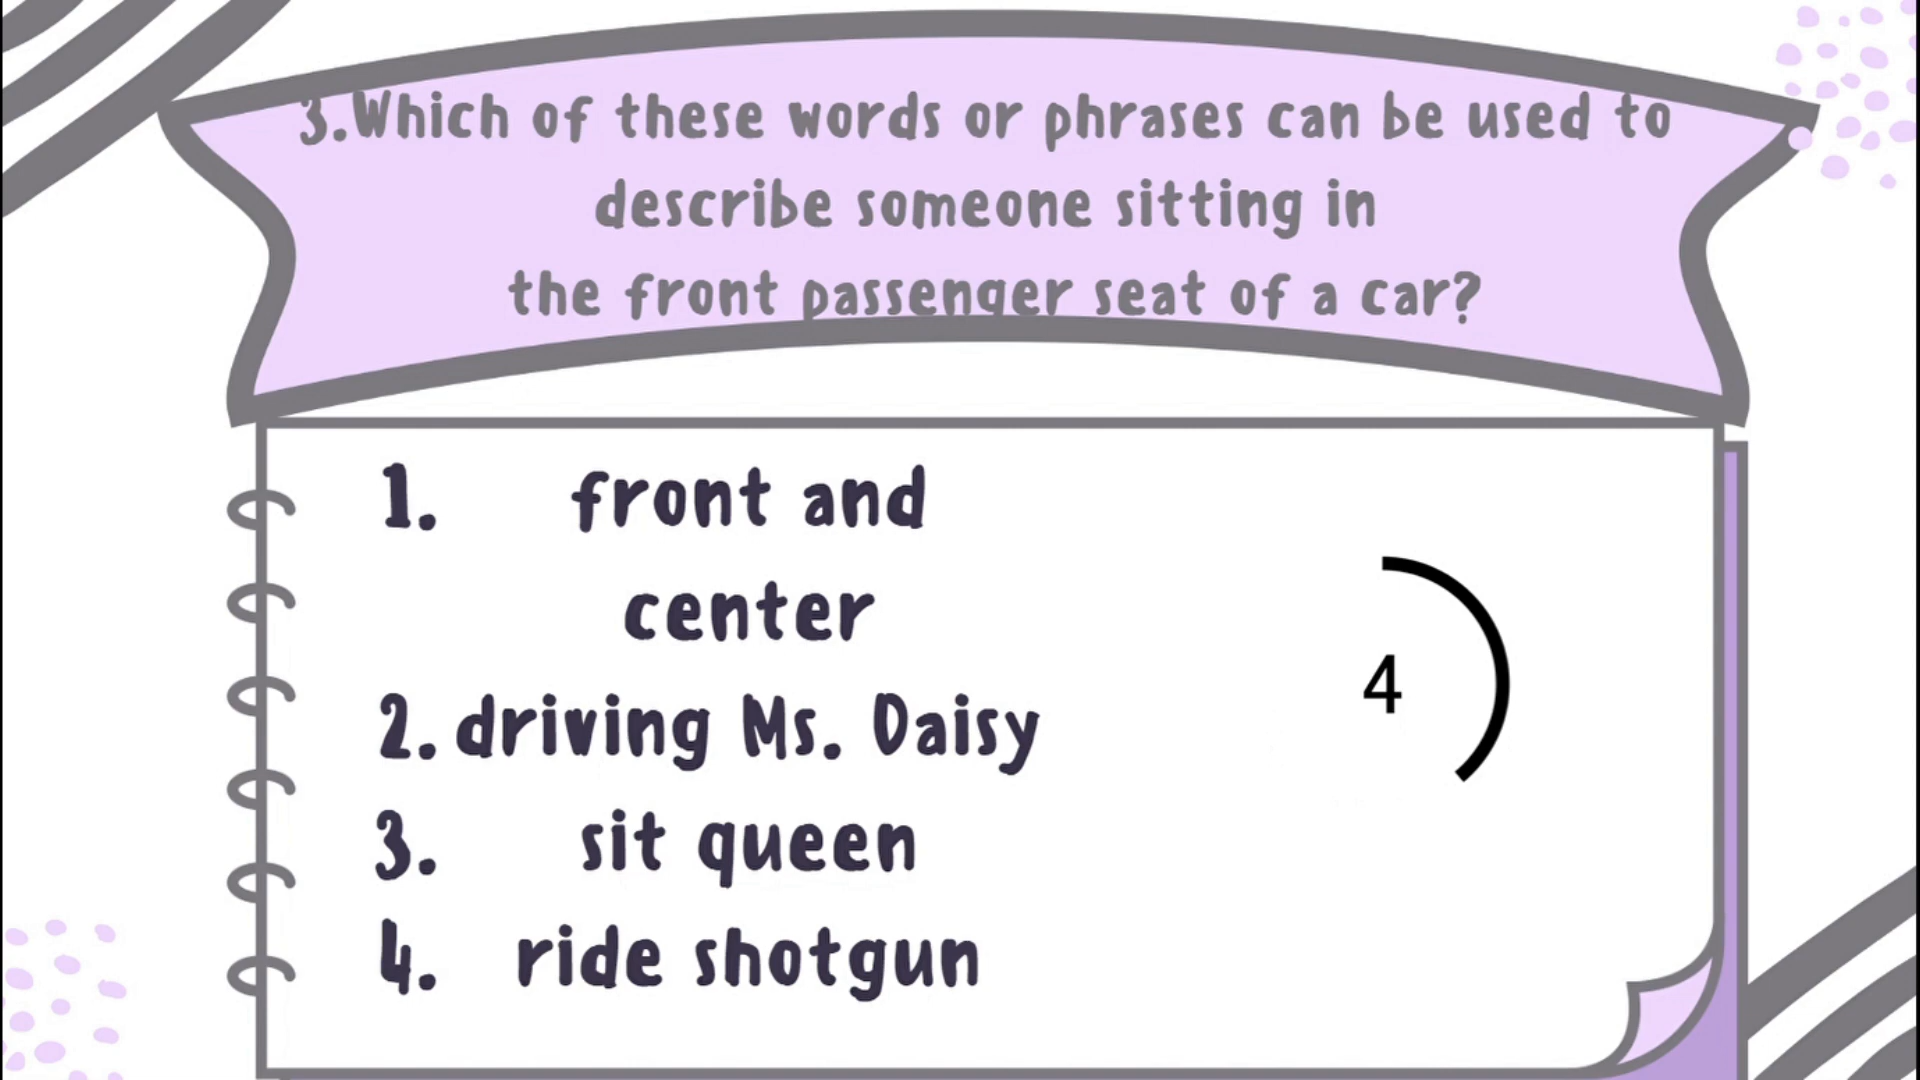 3.Which of these words or phrases can be used to
describe someone sitting in
the front passenger seat of a car?
1. front and
center
2. driving Ms. Daisy
3. sit queen
4. ride shotgun
4